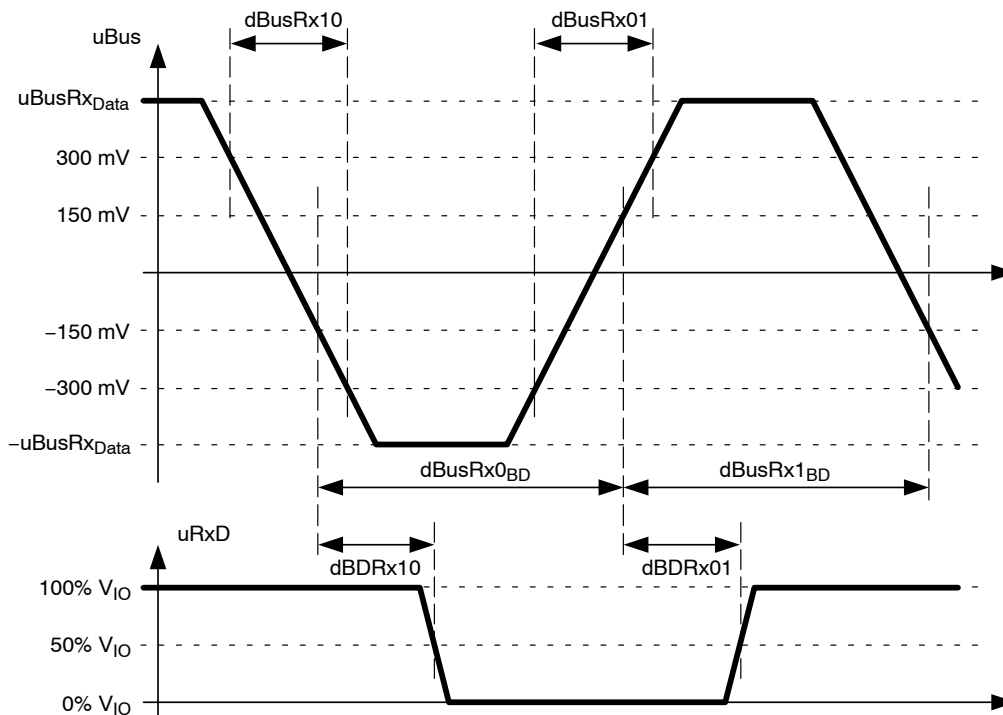 dBusRx10 dBusRx01
uBus
uBusRxData
300 mV
150 mV
−150 mV
−300 mV
−uBusRxData
dBusRx0BD dBusRx1BD
uRxD
dBDRx10 dBDRx01
100% VIO
50% VIO
0% VIO